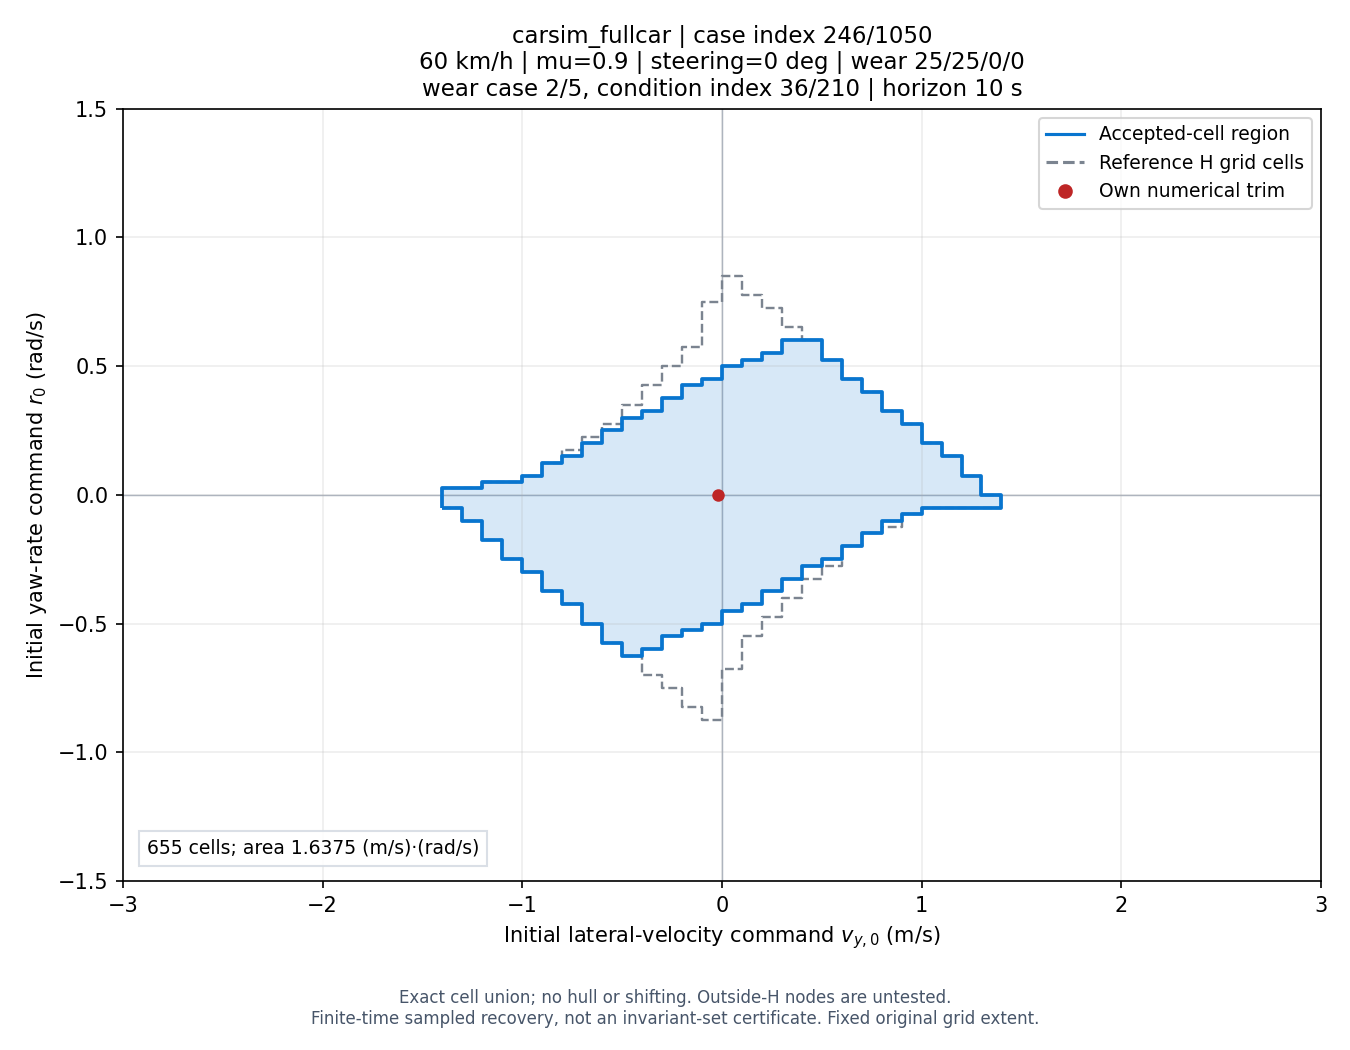 carsim_fullcar | case index 246/1050
60 km/h | mu=0.9 | steering=0 deg | wear 25/25/0/0
wear case 2/5, condition index 36/210 | horizon 10 s
Accepted-cell region
Reference H grid cells
Own numerical trim
1.5
1.0
0.5
0.0
−0.5
−1.0
−1.5
Initial yaw-rate command r₀ (rad/s)
655 cells; area 1.6375 (m/s)·(rad/s)
−3
−2
−1
0
1
2
3
Initial lateral-velocity command v_{y,0} (m/s)
Exact cell union; no hull or shifting. Outside-H nodes are untested.
Finite-time sampled recovery, not an invariant-set certificate. Fixed original grid extent.